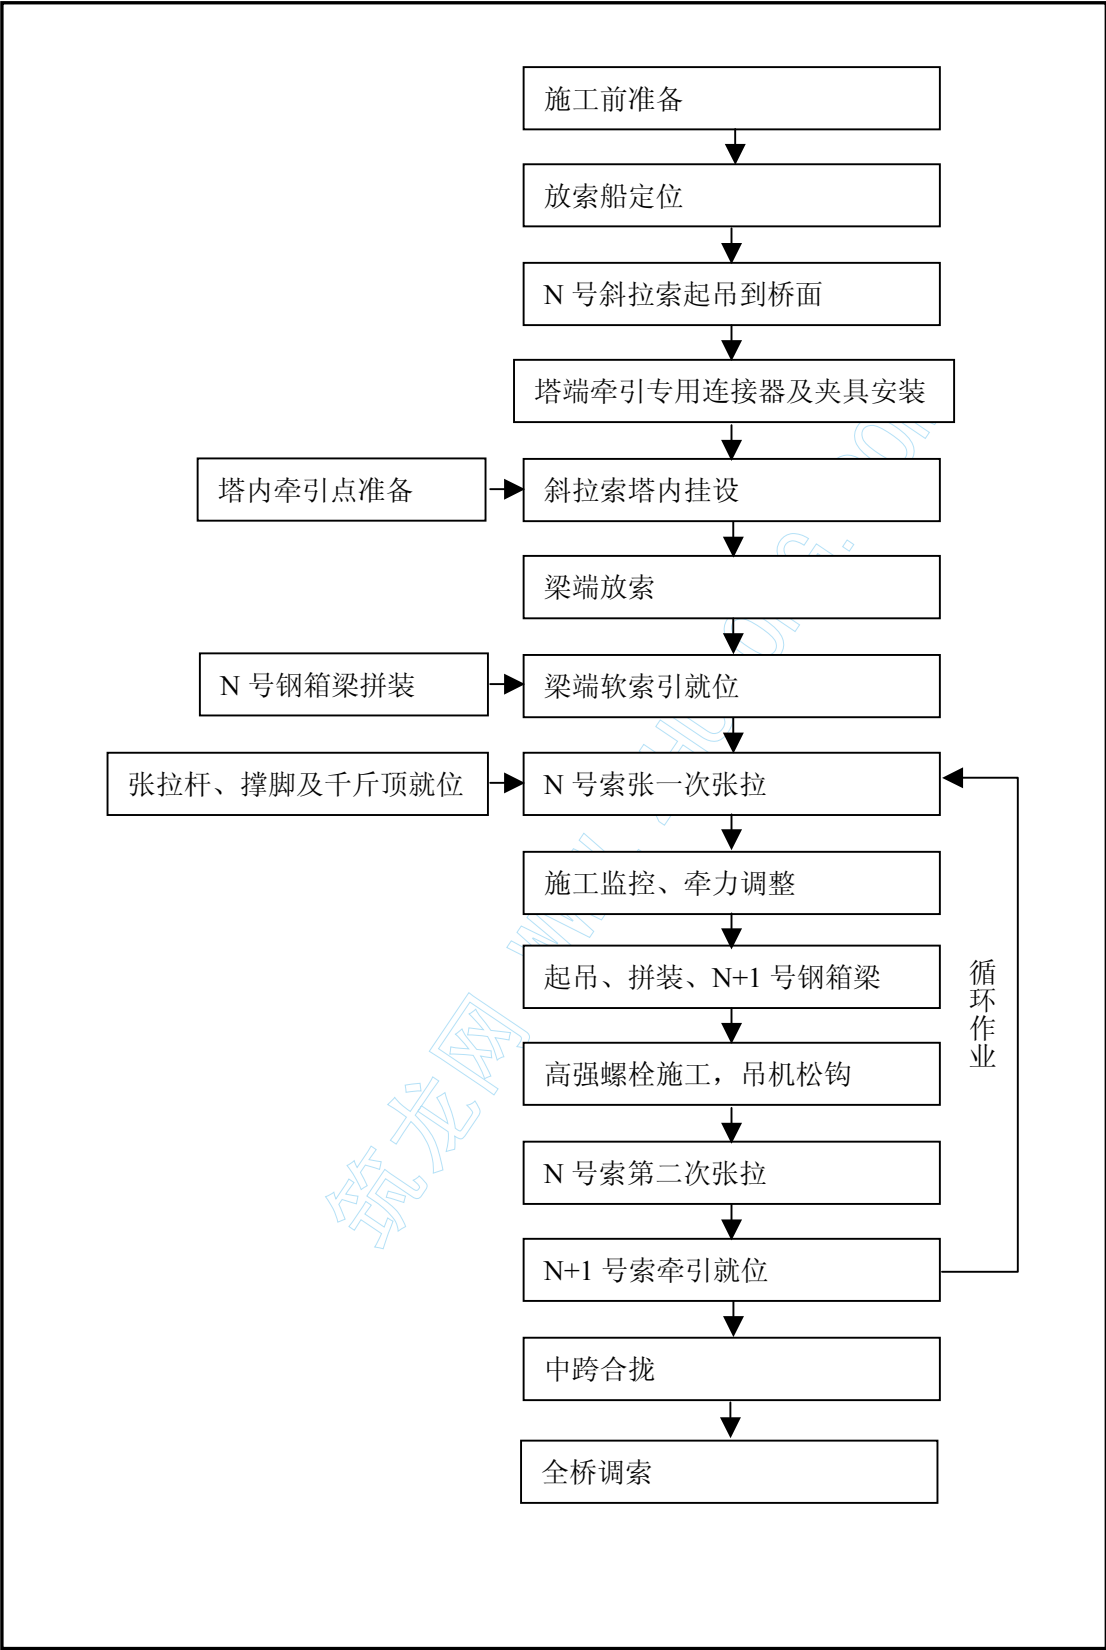 施工前准备
放索船定位
N 号斜拉索起吊到桥面
塔端牵引专用连接器及夹具安装
塔内牵引点准备
斜拉索塔内挂设
梁端放索
N 号钢箱梁拼装
梁端软索引就位
张拉杆、撑脚及千斤顶就位
N 号索张一次张拉
施工监控、牵力调整
起吊、拼装、N+1 号钢箱梁
循环作业
高强螺栓施工，吊机松钩
N 号索第二次张拉
N+1 号索牵引就位
中跨合拢
全桥调索
筑龙网 WWW.ZHULONG.COM